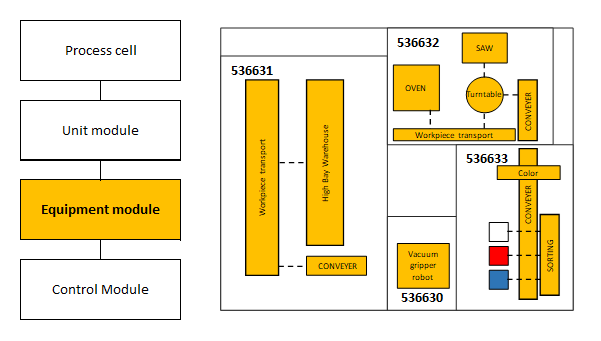 Process cell
Unit module
Equipment module
Control Module
536631
Workpiece transport
High Bay Warehouse
CONVEYER
536632
SAW
OVEN
Turntable
CONVEYER
Workpiece transport
536633
Color
CONVEYER
SORTING
Vacuum
gripper
robot
536630